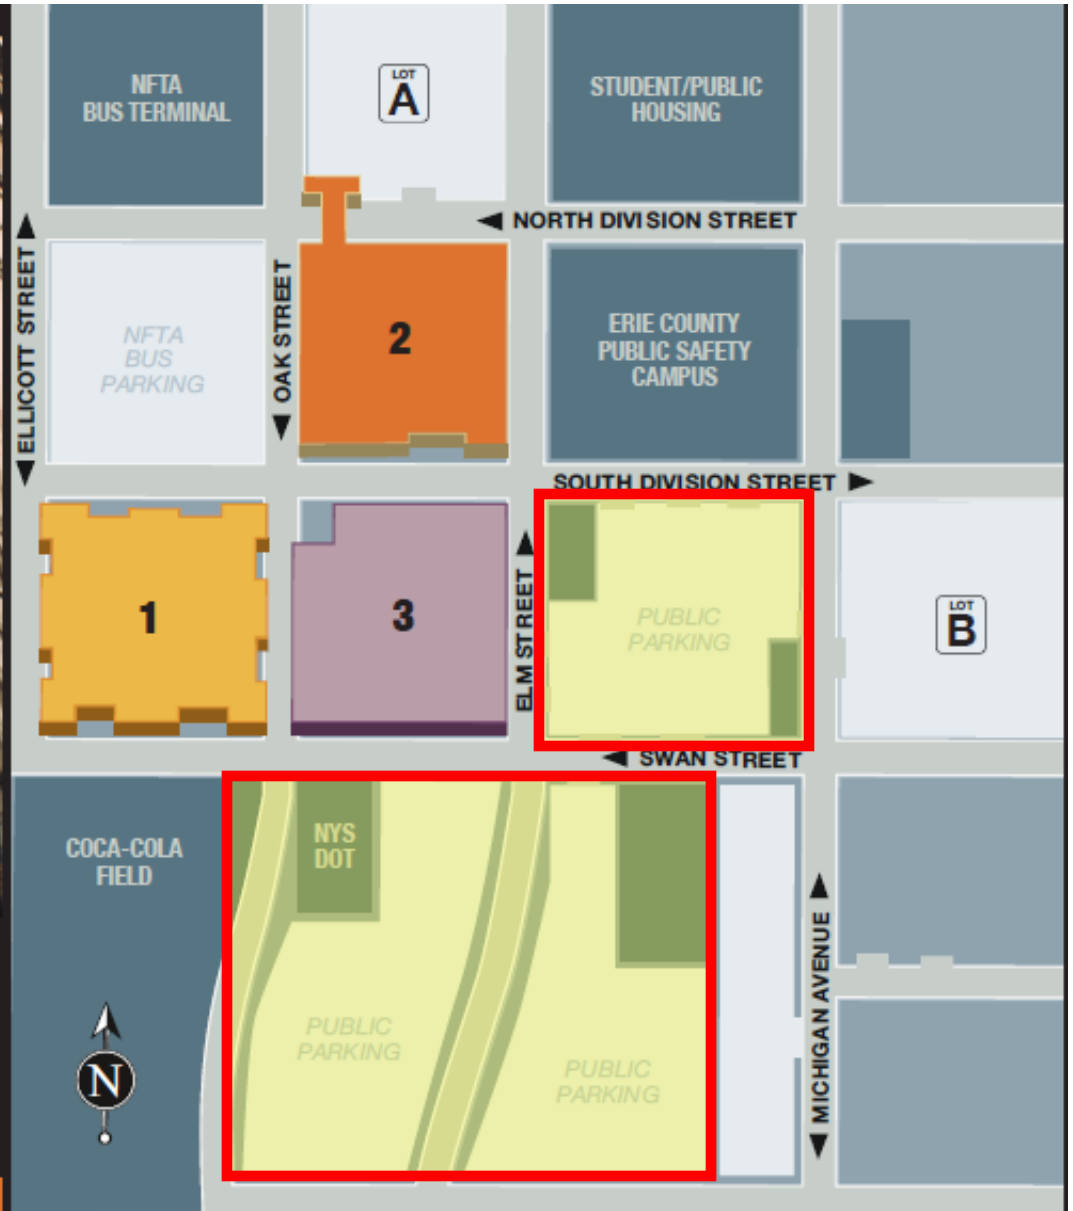 NFTA
BUS TERMINAL
LOT
A
STUDENT/PUBLIC
HOUSING
NORTH DIVISION STREET
ELLICOTT STREET
NFTA
BUS
PARKING
OAK STREET
2
ERIE COUNTY
PUBLIC SAFETY
CAMPUS
SOUTH DIVISION STREET
1
3
ELM STREET
PUBLIC
PARKING
LOT
B
SWAN STREET
COCA-COLA
FIELD
NYS
DOT
MICHIGAN AVENUE
PUBLIC
PARKING
PUBLIC
PARKING
N